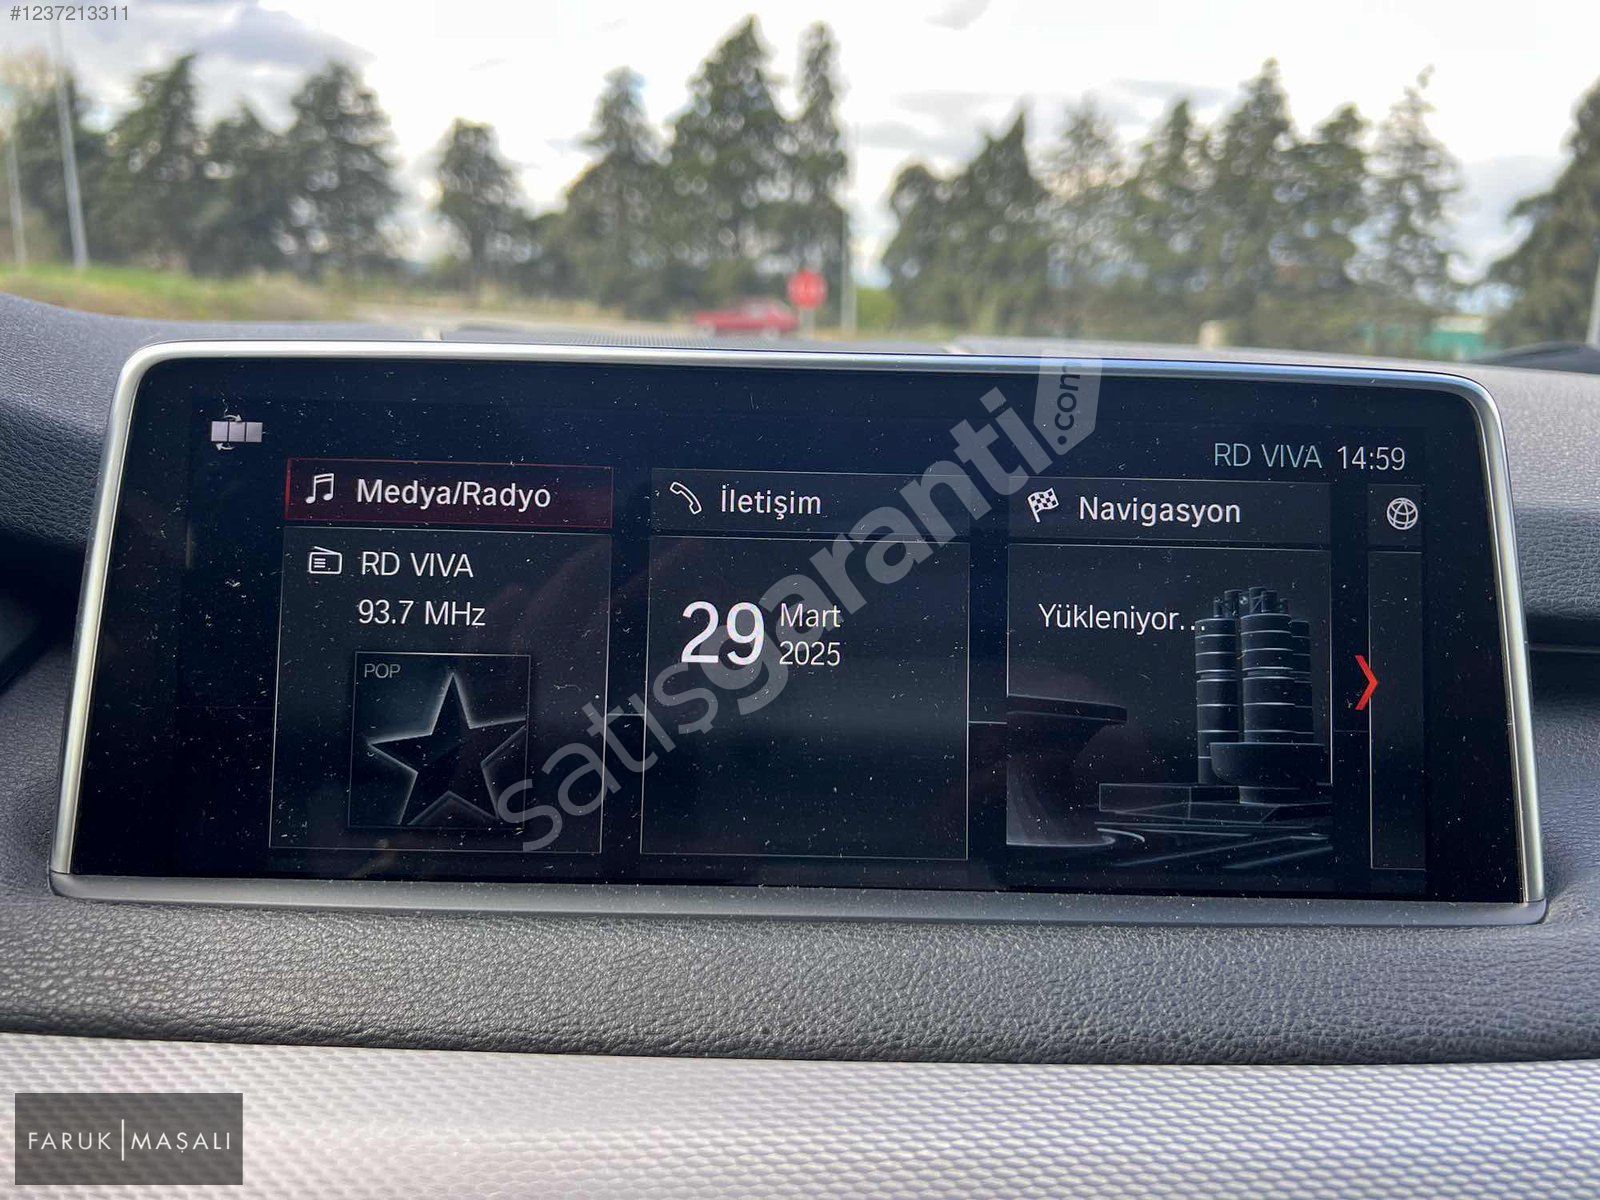 #1237213311
RD VIVA 14:59
Medya/Radyo
RD VIVA
93.7 MHz
POP
İletişim
29 Mart
2025
Navigasyon
Yükleniyor...
satışgaranti.com
FARUK|MAŞALI